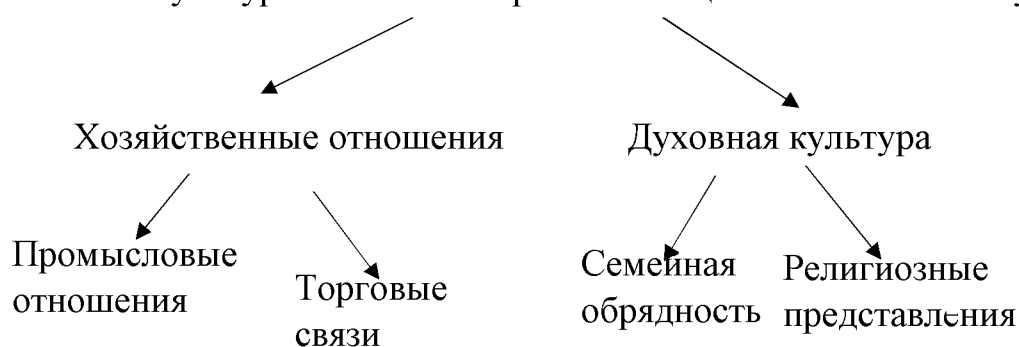 Хозяйственные отношения Духовная культура
Промысловые
отношения
Торговые
связи
Семейная
обрядность
Религиозные
представления